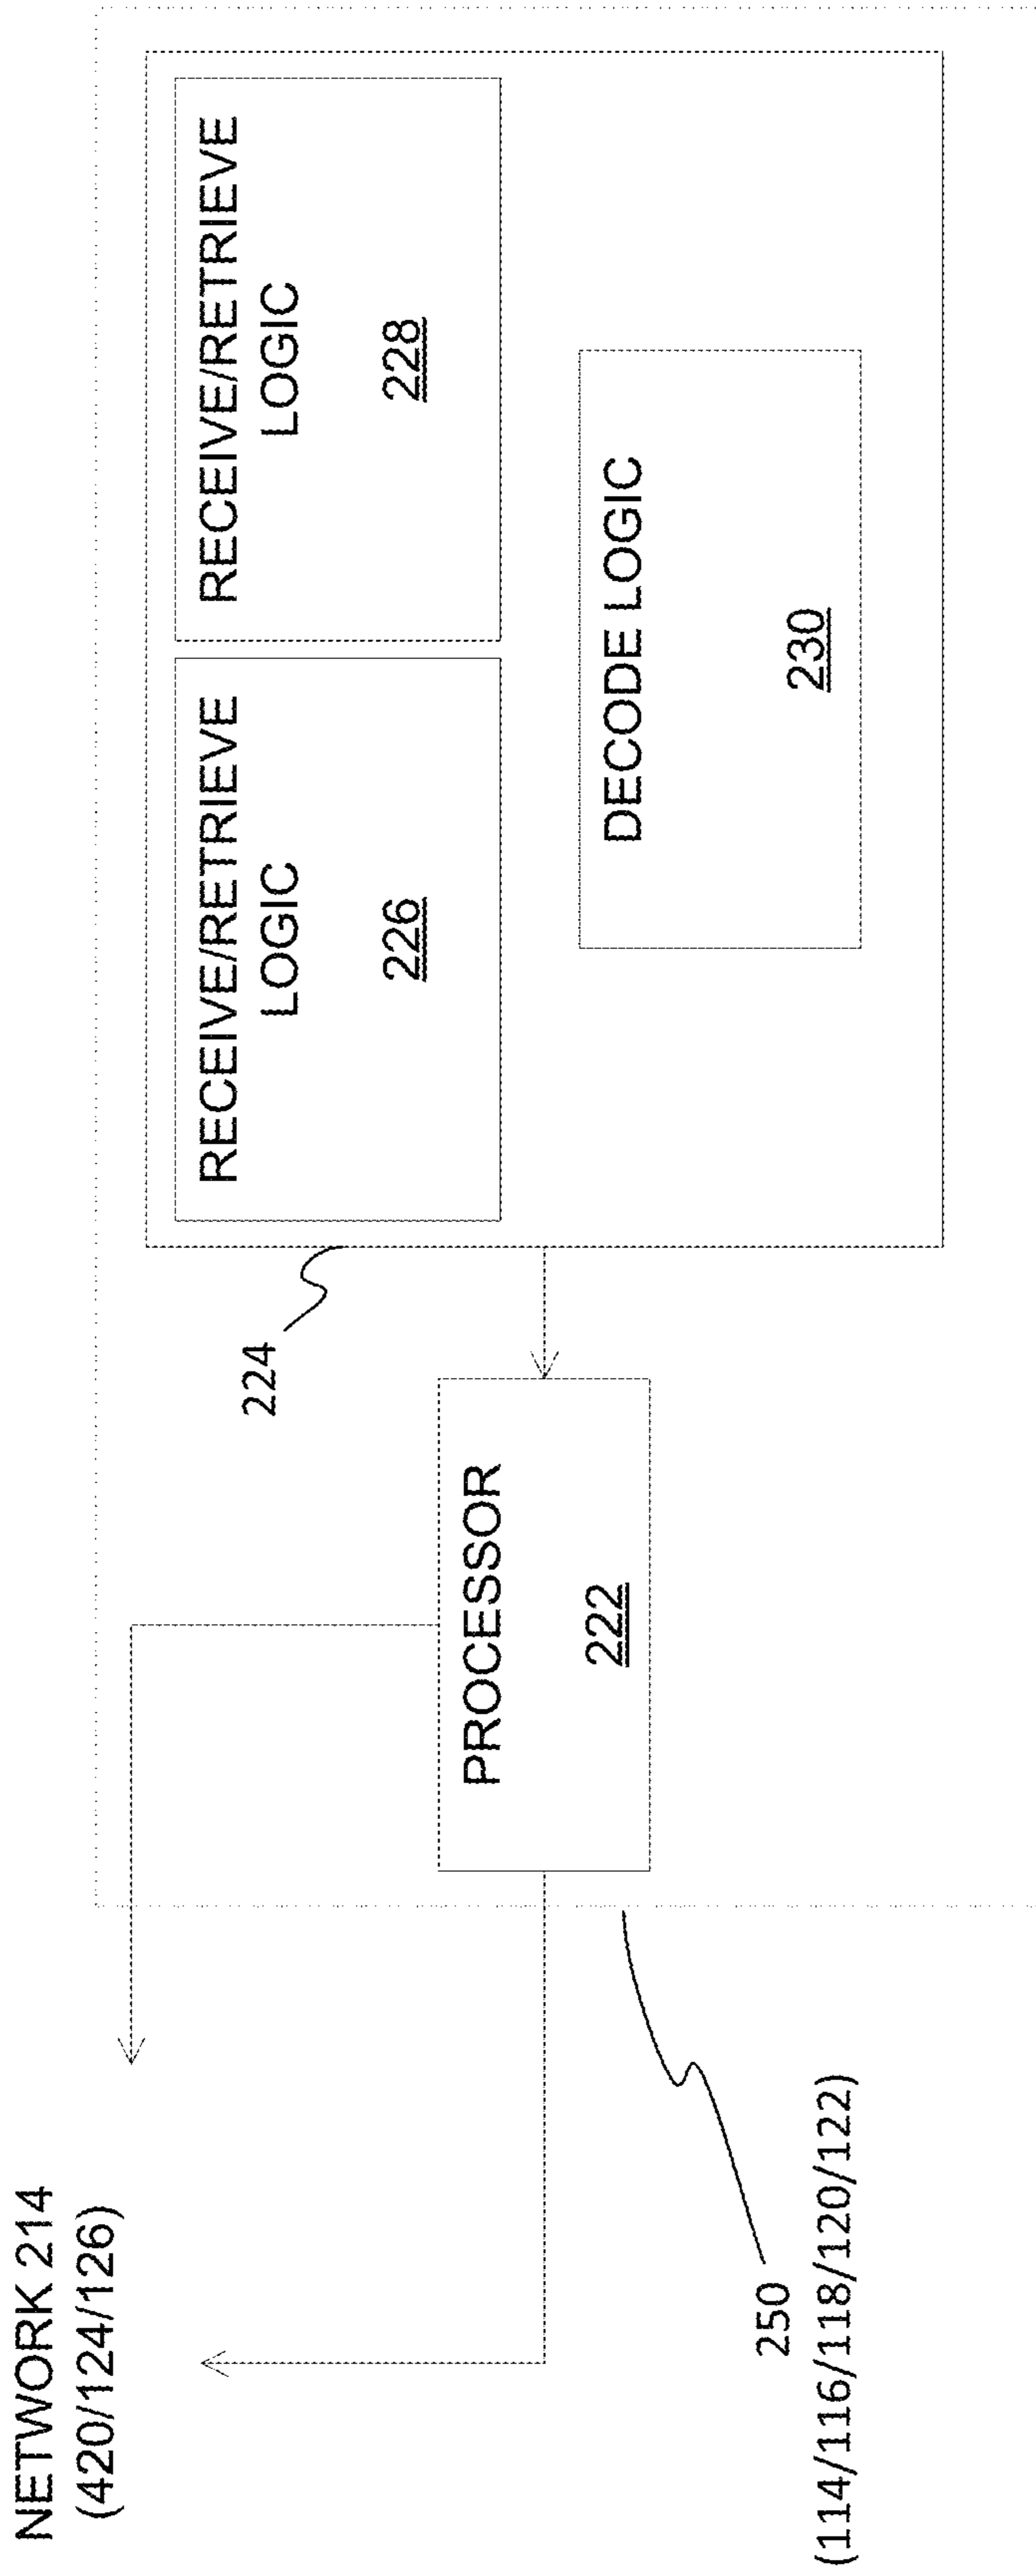 NETWORK 214
(420/124/126)
224
RECEIVE/RETRIEVE
LOGIC
226
RECEIVE/RETRIEVE
LOGIC
228
PROCESSOR
222
DECODE LOGIC
230
250
(114/116/118/120/122)